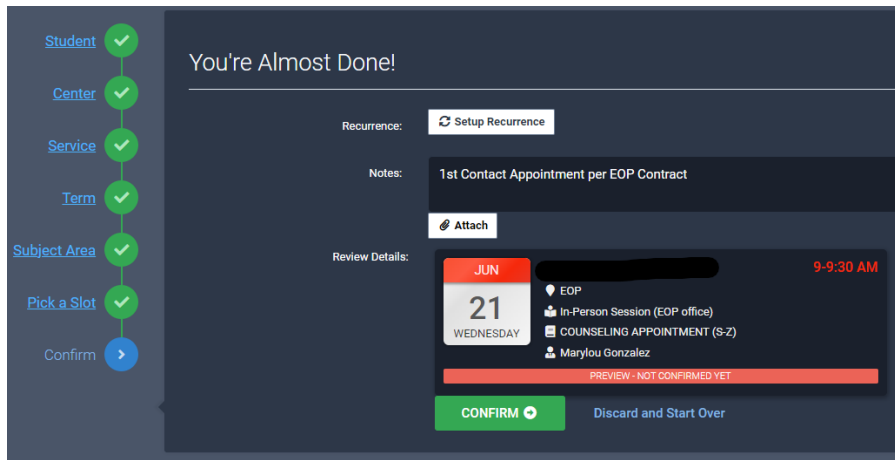 Student
Center
Service
Term
Subject Area
Pick a Slot
Confirm
You're Almost Done!
Recurrence:
Setup Recurrence
Notes:
1st Contact Appointment per EOP Contract
Attach
Review Details:
JUN
21
WEDNESDAY
9-9:30 AM
EOP
In-Person Session (EOP office)
COUNSELING APPOINTMENT (S-Z)
Marylou Gonzalez
PREVIEW - NOT CONFIRMED YET
CONFIRM
Discard and Start Over